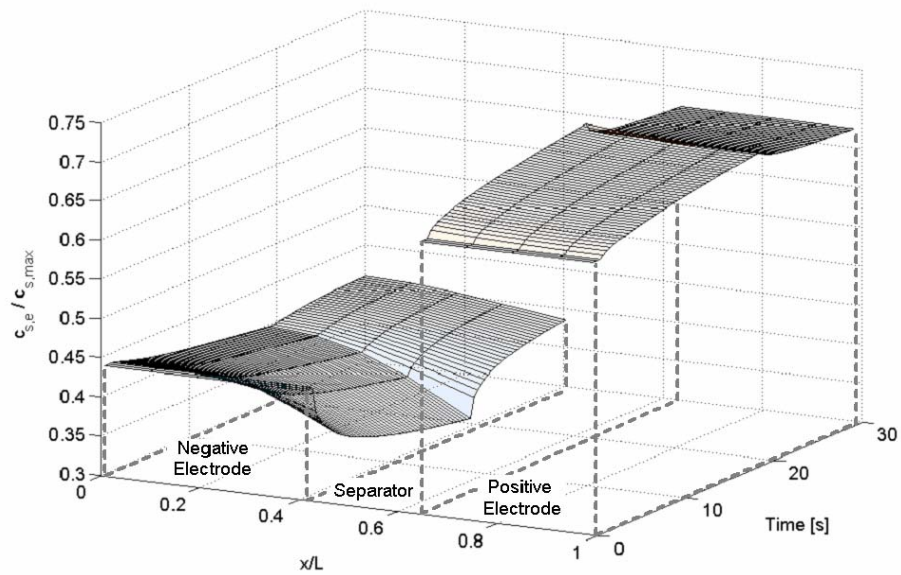 0.75
0.7
0.65
0.6
0.55
0.5
0.45
0.4
0.35
0.3
c_{s,e} / c_{s,max}
Negative
Electrode
Separator
Positive
Electrode
0
0.2
0.4
0.6
0.8
1
x/L
0
10
20
30
Time [s]